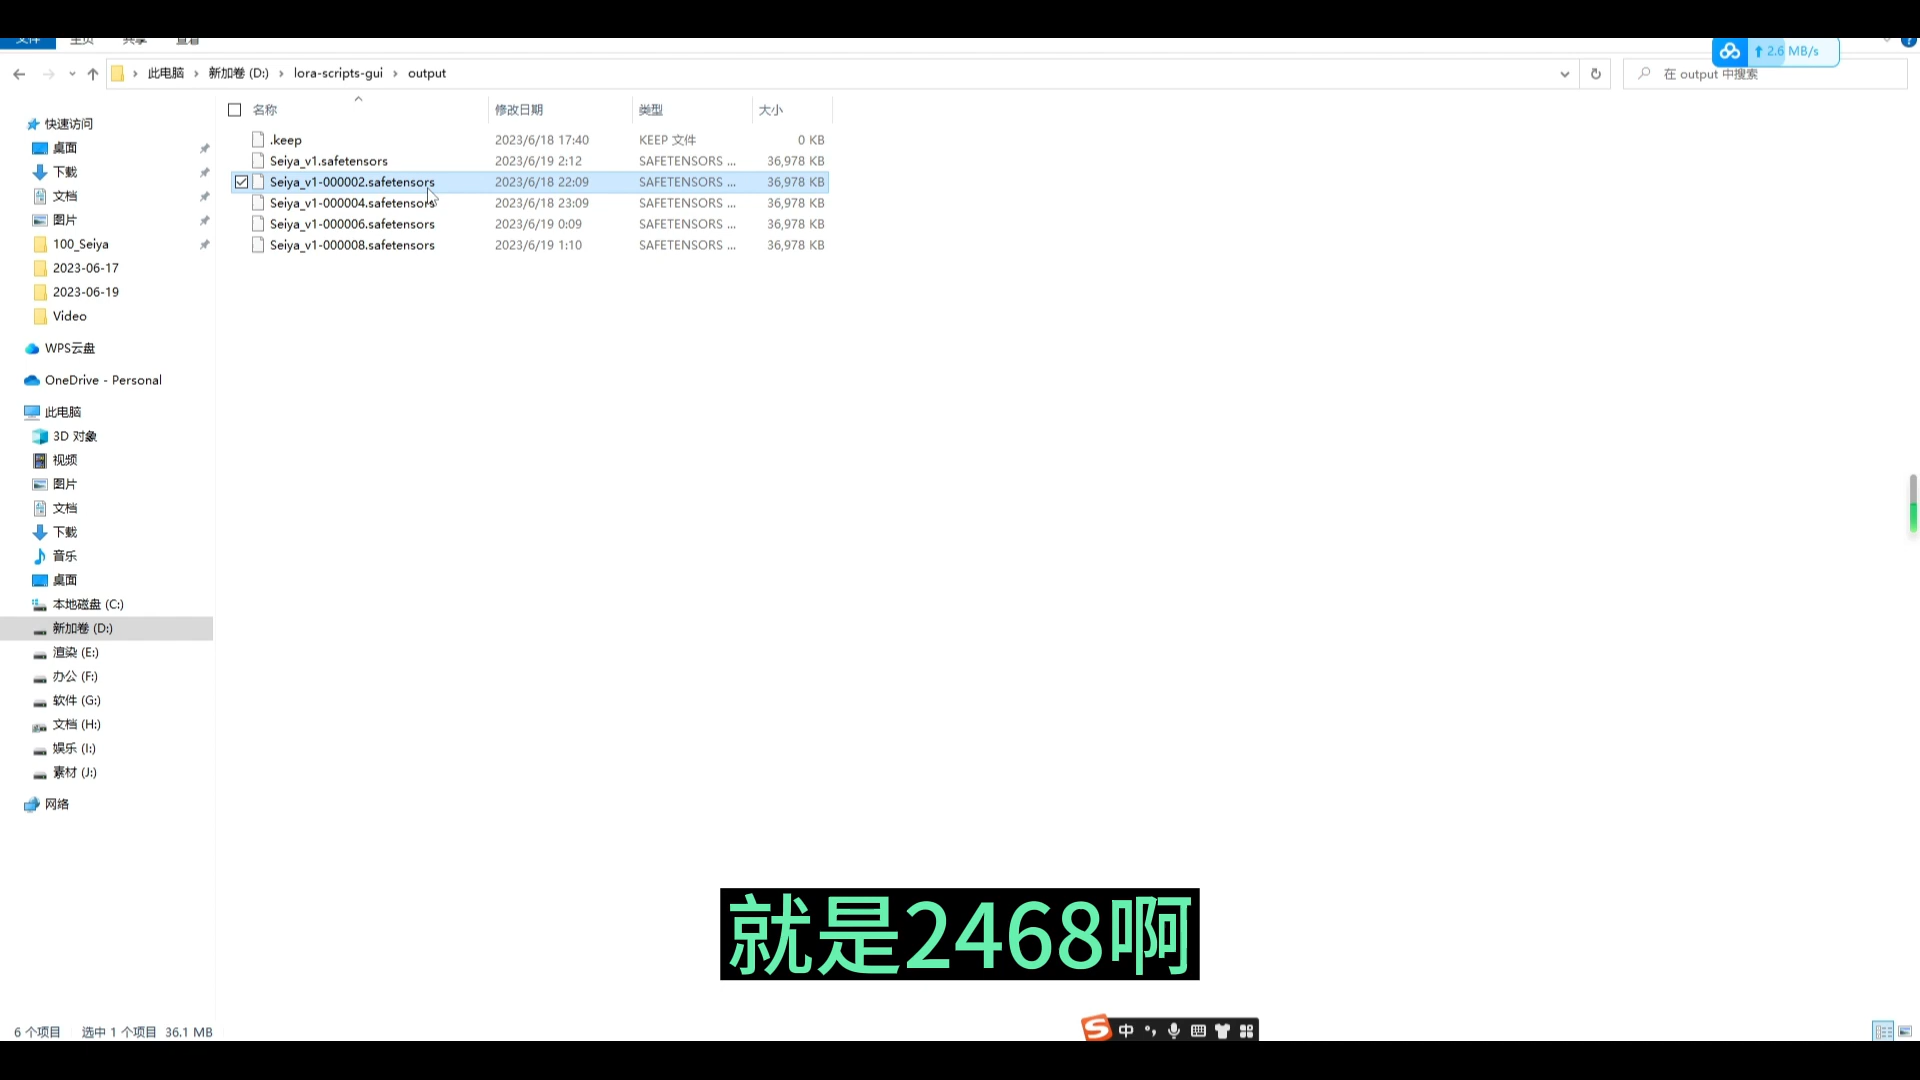 文件 主页 共享 查看
2.6 MB/s
此电脑 › 新加卷 (D:) › lora-scripts-gui › output
在 output 中搜索
名称 修改日期 类型 大小
.keep 2023/6/18 17:40 KEEP 文件 0 KB
Seiya_v1.safetensors 2023/6/19 2:12 SAFETENSORS ... 36,978 KB
Seiya_v1-000002.safetensors 2023/6/18 22:09 SAFETENSORS ... 36,978 KB
Seiya_v1-000004.safetensors 2023/6/18 23:09 SAFETENSORS ... 36,978 KB
Seiya_v1-000006.safetensors 2023/6/19 0:09 SAFETENSORS ... 36,978 KB
Seiya_v1-000008.safetensors 2023/6/19 1:10 SAFETENSORS ... 36,978 KB
快速访问
桌面
下载
文档
图片
100_Seiya
2023-06-17
2023-06-19
Video
WPS云盘
OneDrive - Personal
此电脑
3D 对象
视频
图片
文档
下载
音乐
桌面
本地磁盘 (C:)
新加卷 (D:)
渲染 (E:)
办公 (F:)
软件 (G:)
文档 (H:)
娱乐 (I:)
素材 (J:)
网络
就是2468啊
6 个项目 选中 1 个项目 36.1 MB
中